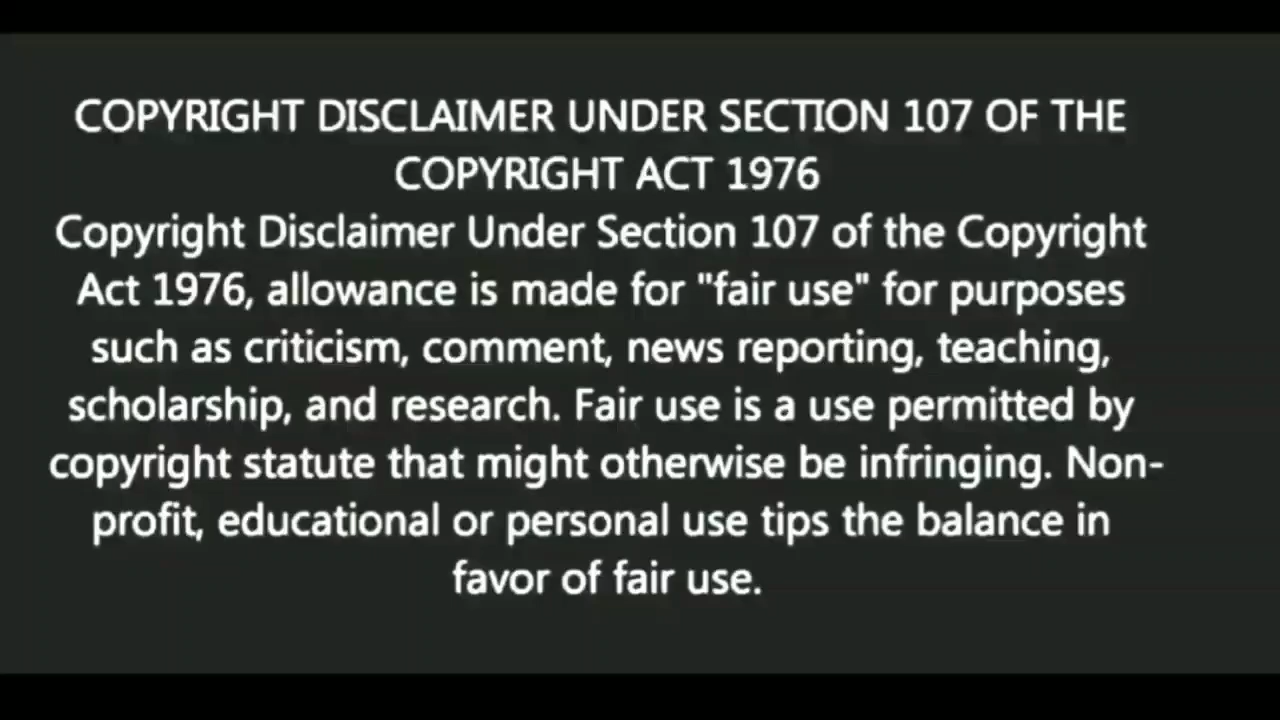 COPYRIGHT DISCLAIMER UNDER SECTION 107 OF THE
COPYRIGHT ACT 1976
Copyright Disclaimer Under Section 107 of the Copyright
Act 1976, allowance is made for "fair use" for purposes
such as criticism, comment, news reporting, teaching,
scholarship, and research. Fair use is a use permitted by
copyright statute that might otherwise be infringing. Non-
profit, educational or personal use tips the balance in
favor of fair use.